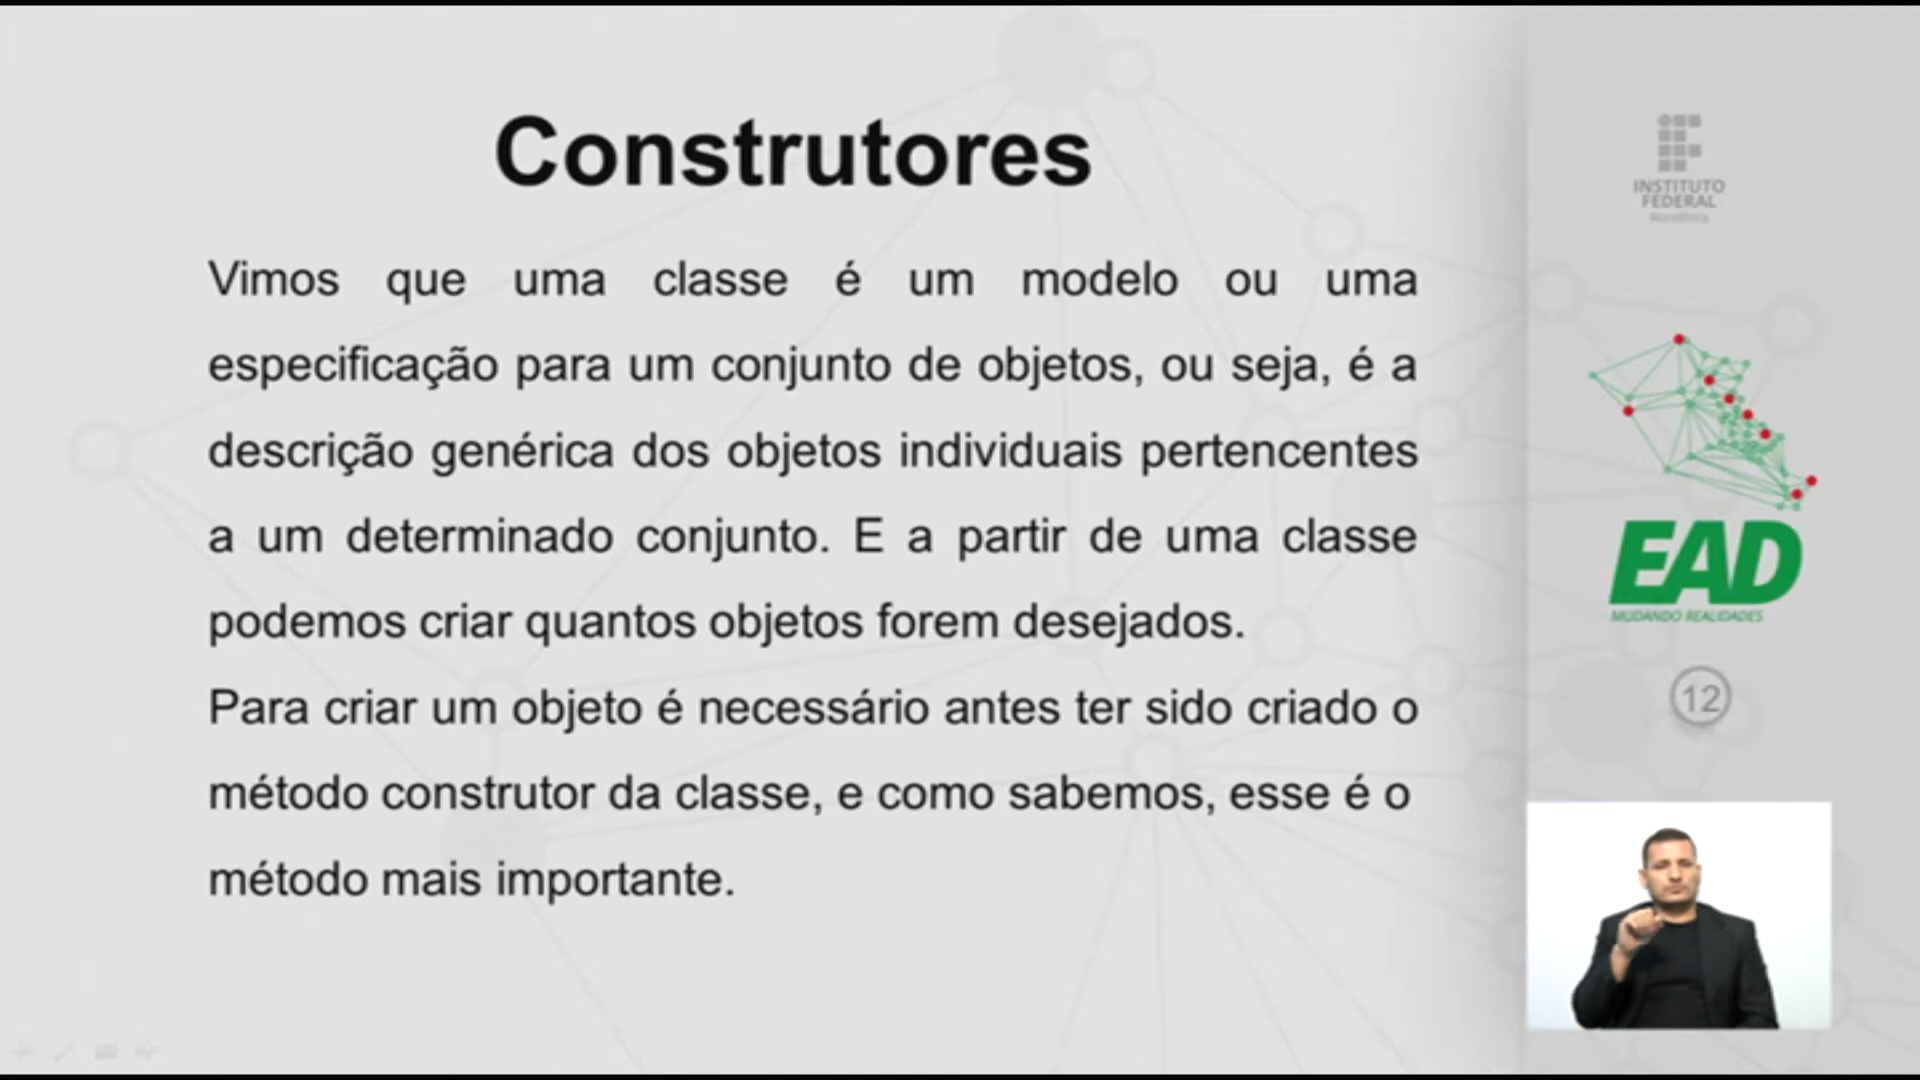 Construtores
Vimos que uma classe é um modelo ou uma
especificação para um conjunto de objetos, ou seja, é a
descrição genérica dos objetos individuais pertencentes
a um determinado conjunto. E a partir de uma classe
podemos criar quantos objetos forem desejados.
Para criar um objeto é necessário antes ter sido criado o
método construtor da classe, e como sabemos, esse é o
método mais importante.
INSTITUTO
FEDERAL
Rondônia
EAD
MUDANDO REALIDADES
12